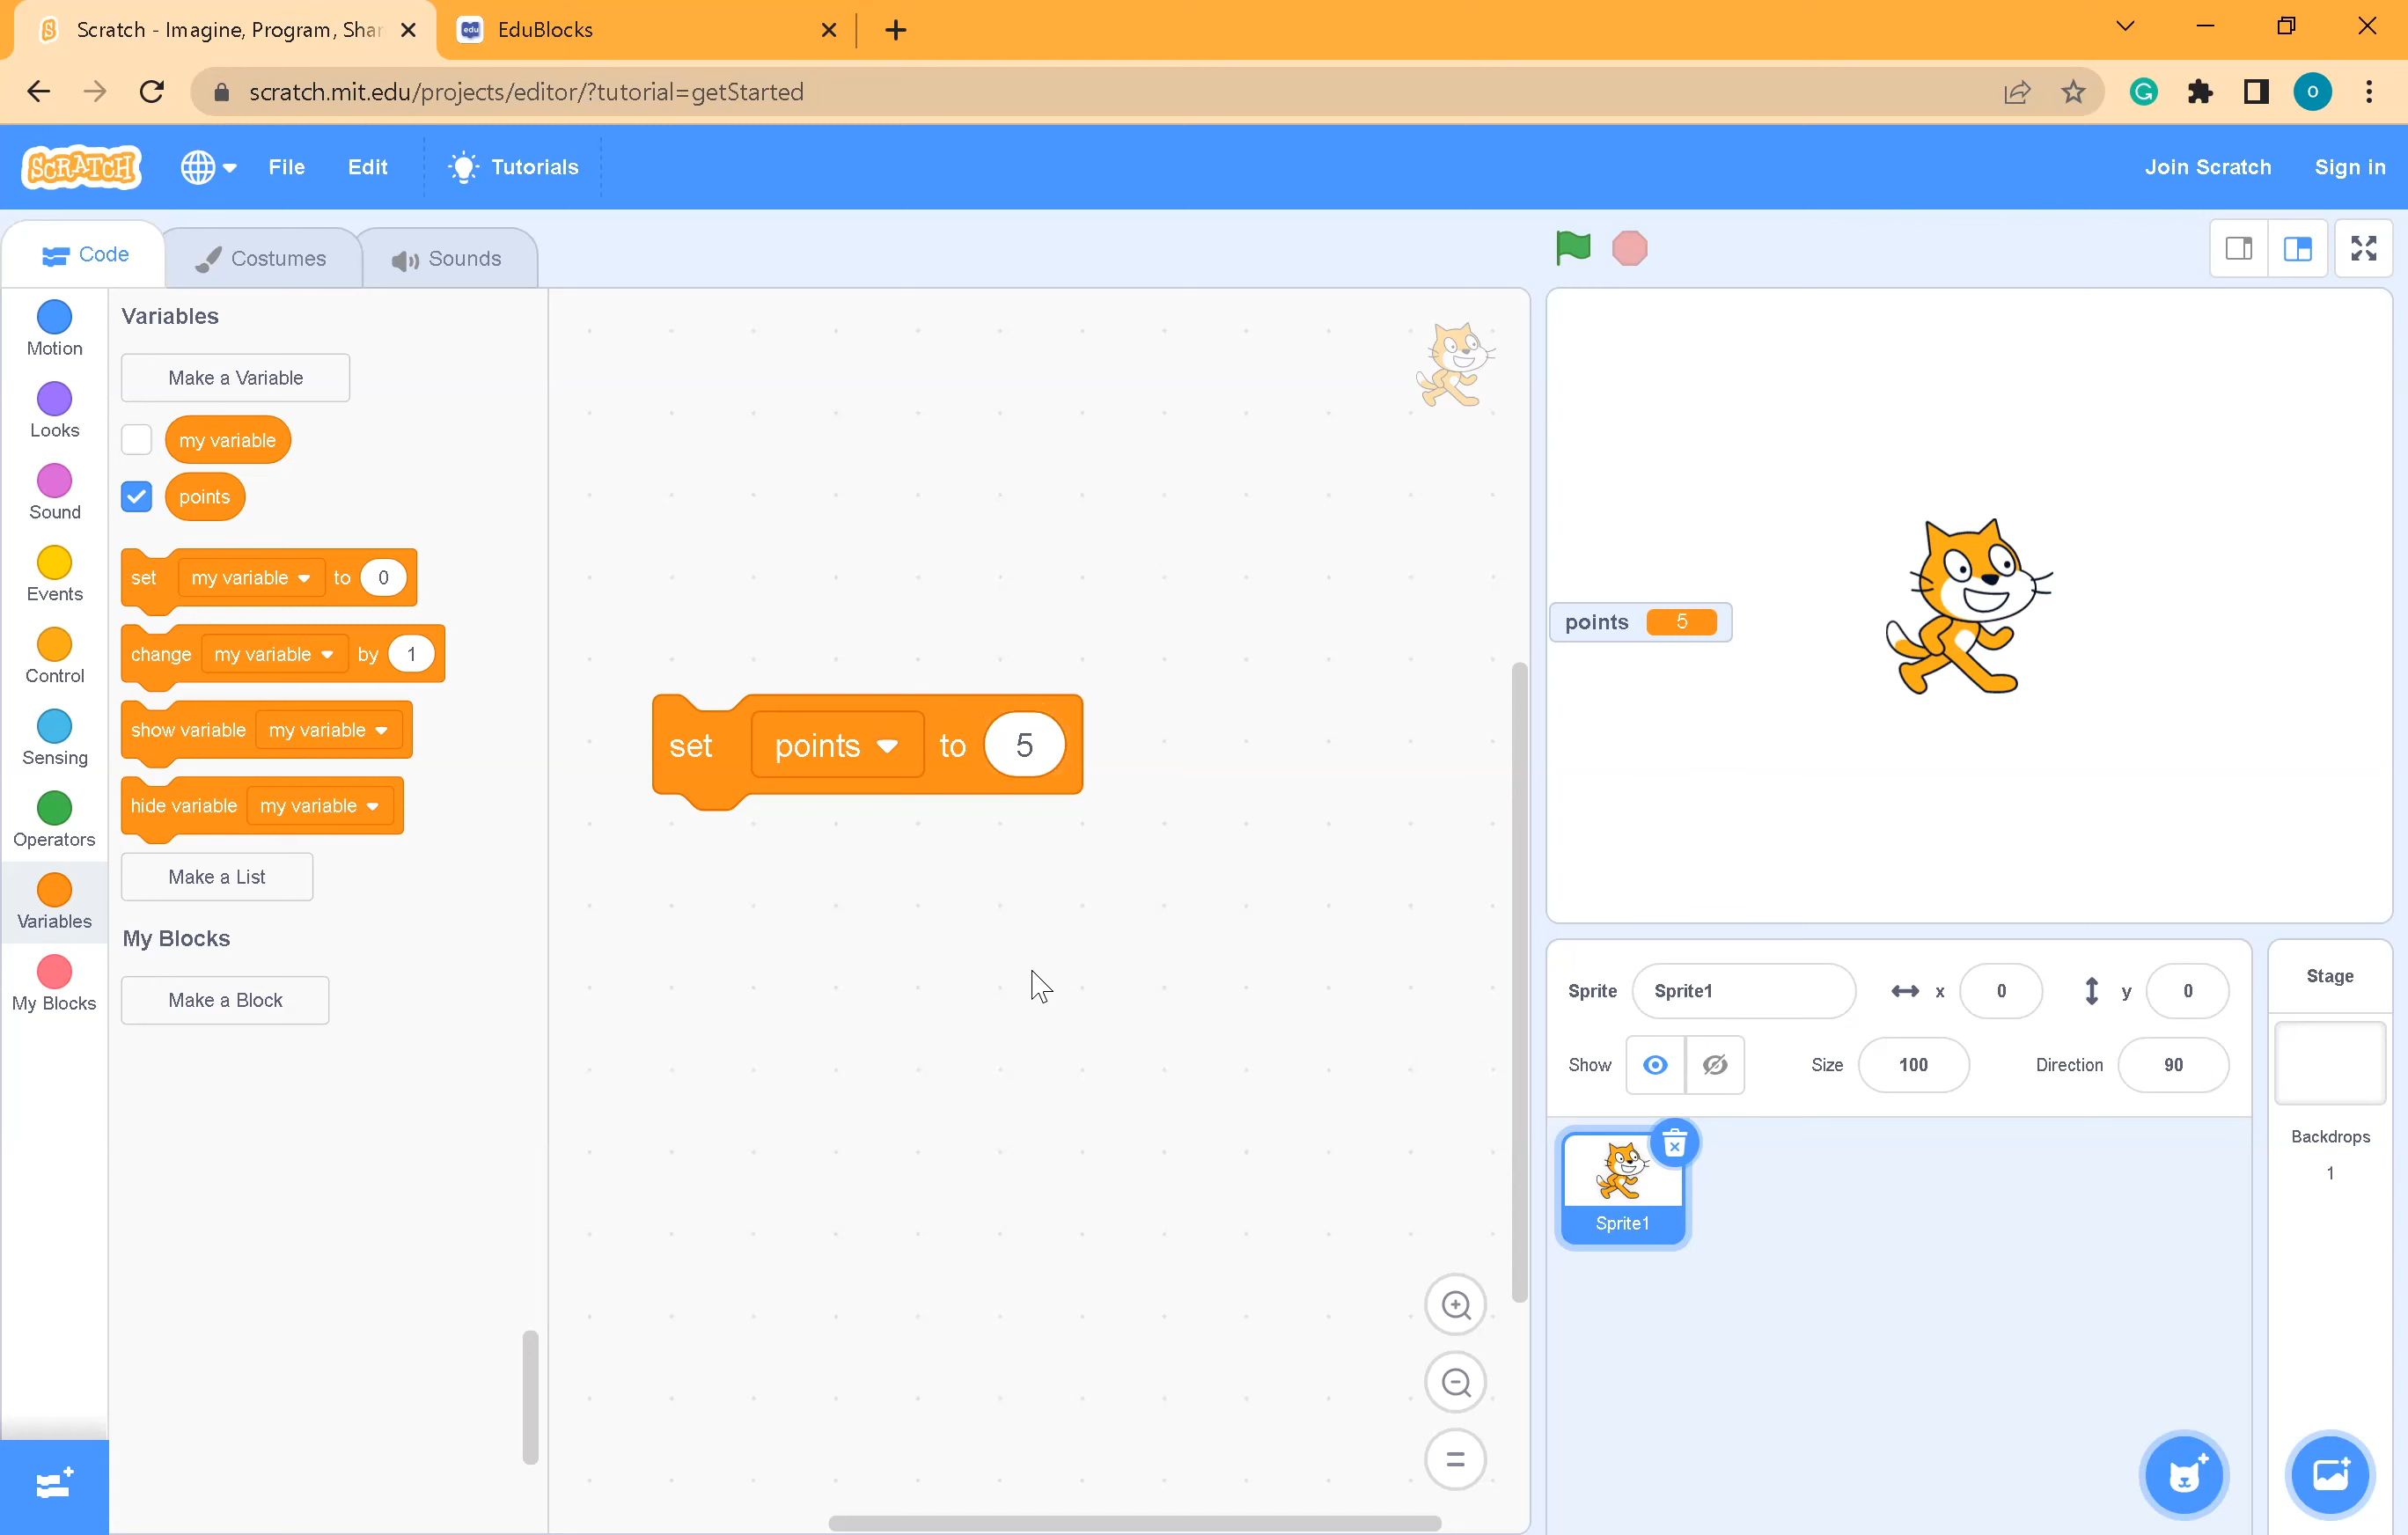 Scratch - Imagine, Program, Shar
EduBlocks
scratch.mit.edu/projects/editor/?tutorial=getStarted
SCRATCH
File
Edit
Tutorials
Join Scratch
Sign in
Code
Costumes
Sounds
Motion
Looks
Sound
Events
Control
Sensing
Operators
Variables
My Blocks
Variables
Make a Variable
my variable
points
set my variable to 0
change my variable by 1
show variable my variable
hide variable my variable
Make a List
My Blocks
Make a Block
set points to 5
points 5
Sprite Sprite1 x 0 y 0
Show Size 100 Direction 90
Sprite1
Stage
Backdrops
1
edu
G
O